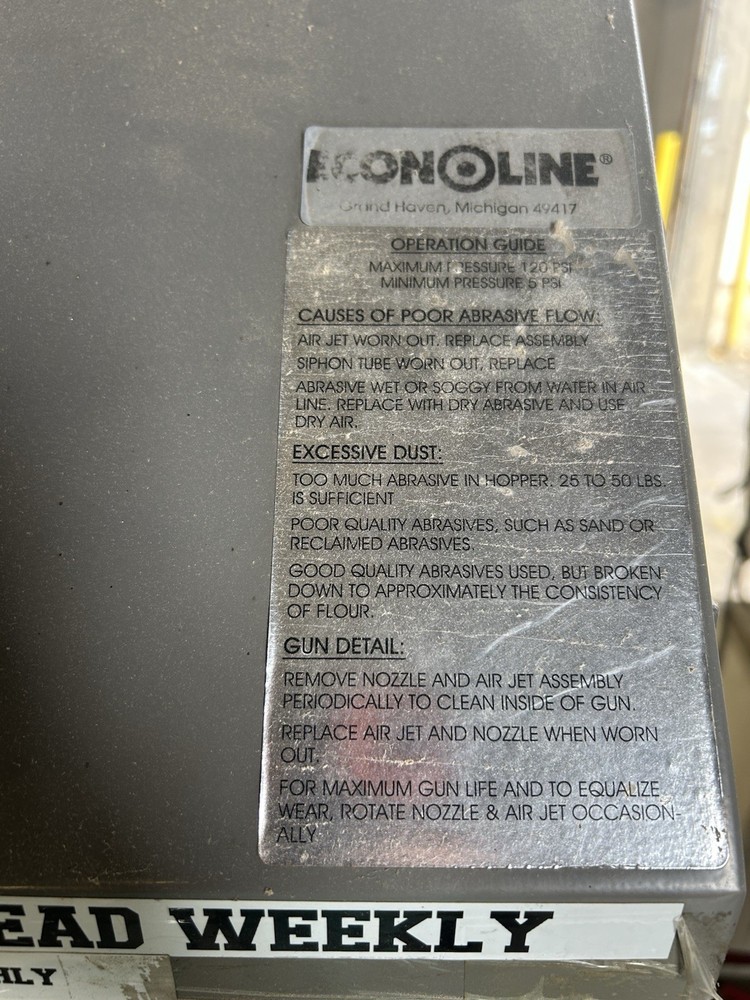 ECONOLINE®
Grand Haven, Michigan 49417
OPERATION GUIDE
MAXIMUM PRESSURE 120 PSI
MINIMUM PRESSURE 5 PSI
CAUSES OF POOR ABRASIVE FLOW:
AIR JET WORN OUT. REPLACE ASSEMBLY
SIPHON TUBE WORN OUT, REPLACE
ABRASIVE WET OR SOGGY FROM WATER IN AIR
LINE. REPLACE WITH DRY ABRASIVE AND USE
DRY AIR.
EXCESSIVE DUST:
TOO MUCH ABRASIVE IN HOPPER. 25 TO 50 LBS.
IS SUFFICIENT
POOR QUALITY ABRASIVES, SUCH AS SAND OR
RECLAIMED ABRASIVES.
GOOD QUALITY ABRASIVES USED, BUT BROKEN
DOWN TO APPROXIMATELY THE CONSISTENCY
OF FLOUR.
GUN DETAIL:
REMOVE NOZZLE AND AIR JET ASSEMBLY
PERIODICALLY TO CLEAN INSIDE OF GUN.
REPLACE AIR JET AND NOZZLE WHEN WORN
OUT.
FOR MAXIMUM GUN LIFE AND TO EQUALIZE
WEAR, ROTATE NOZZLE & AIR JET OCCASION-
ALLY
EAD WEEKLY
HLY